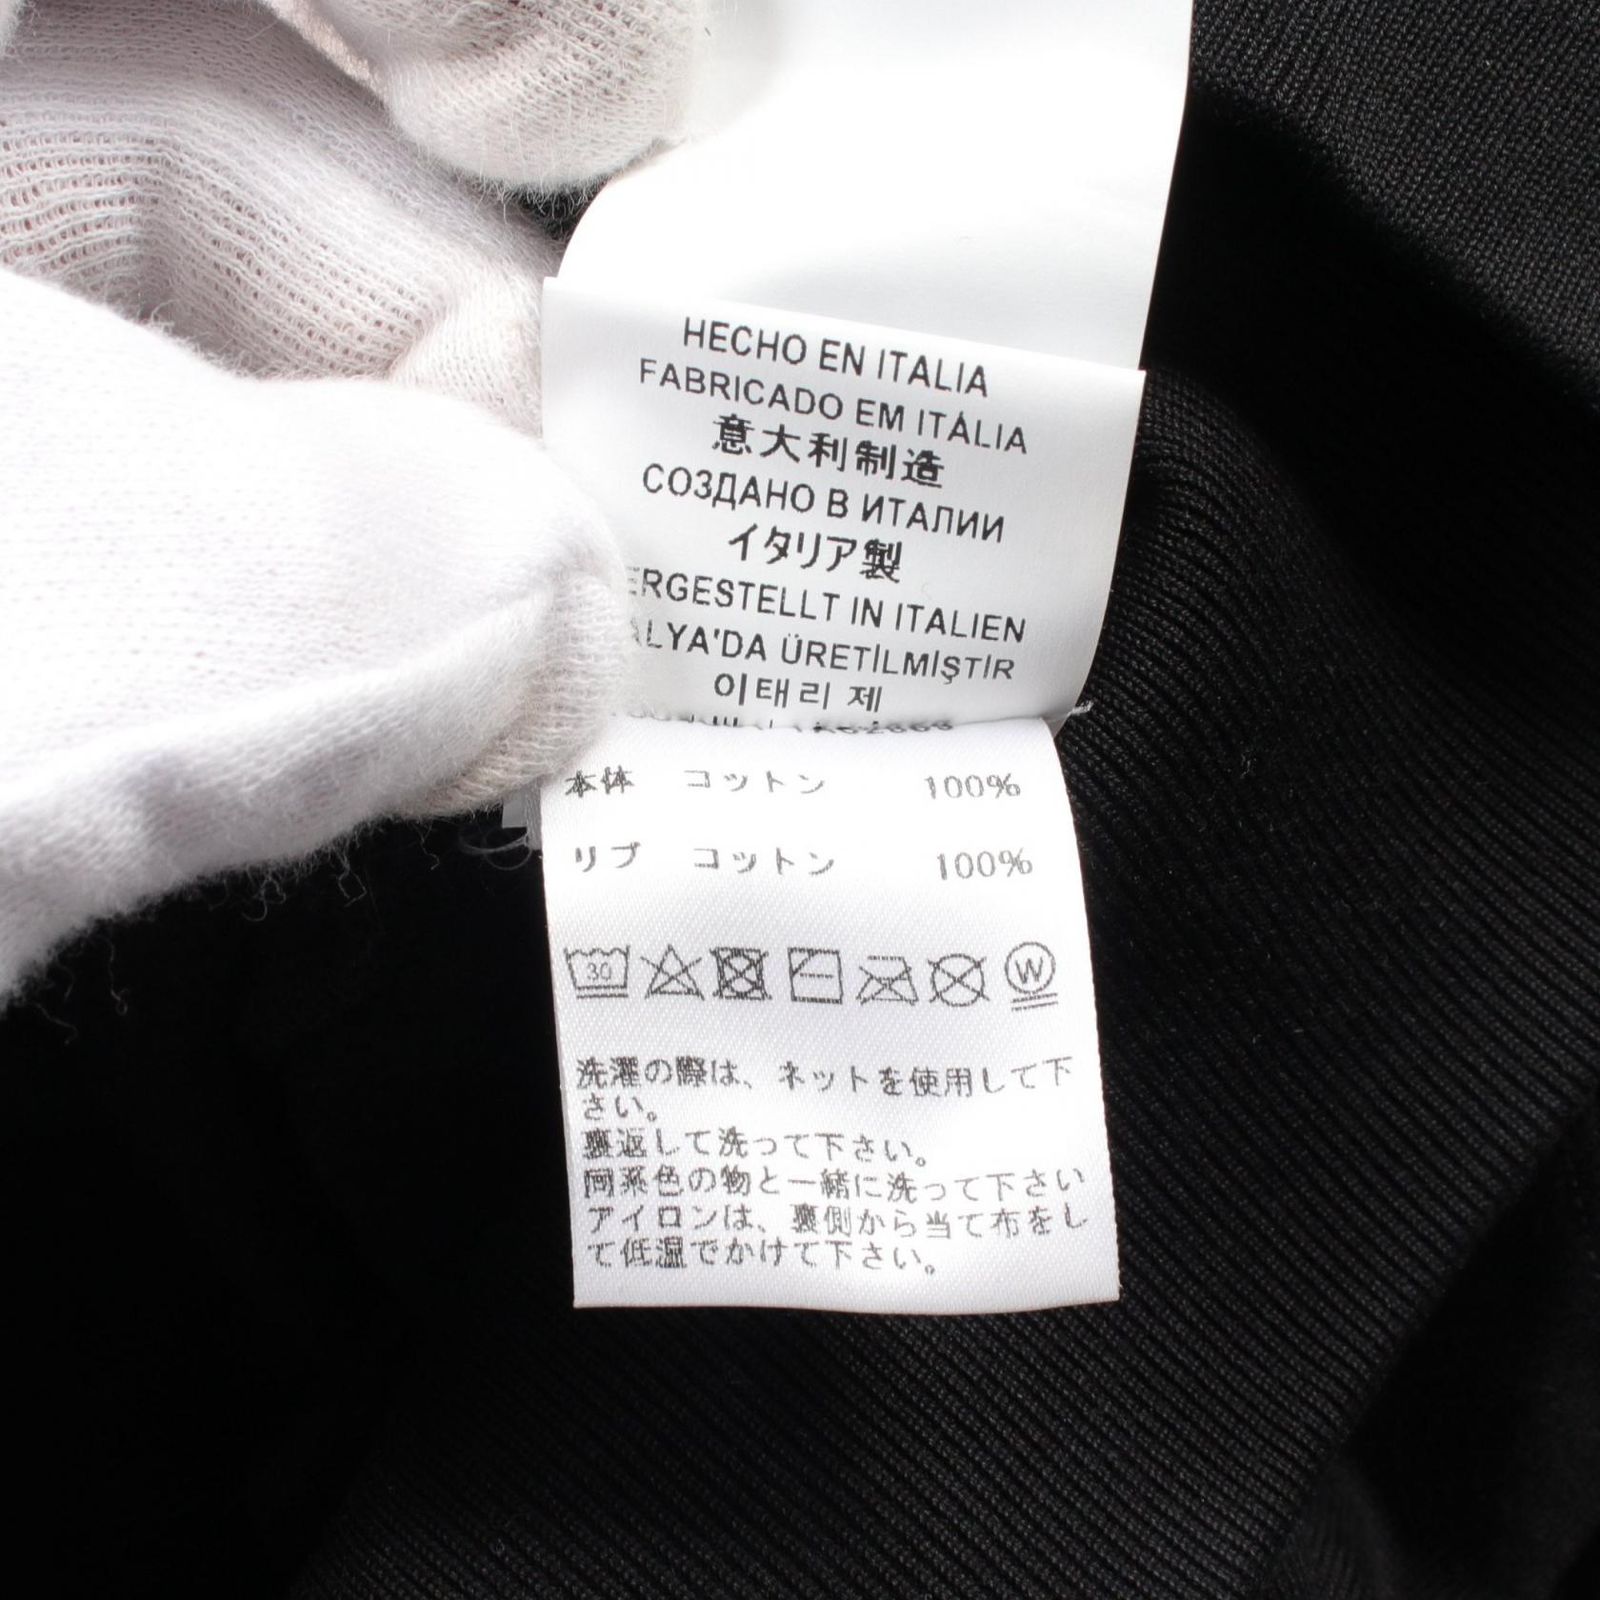 HECHO EN ITALIA
FABRICADO EM ITÁLIA
意大利制造
СОЗДАНО В ИТАЛИИ
イタリア製
ERGESTELLT IN ITALIEN
ALYA'DA ÜRETİLMİŞTİR
이태리 제
本体 コットン 100%
リブ コットン 100%
30
W
洗濯の際は、ネットを使用して下
さい。
裏返して洗って下さい。
同系色の物と一緒に洗って下さい
アイロンは、裏側から当て布をし
て低温でかけて下さい。